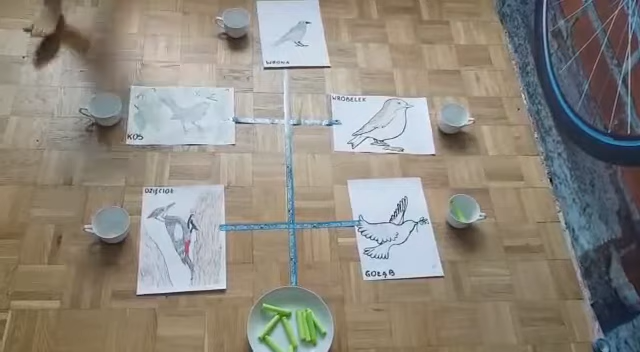 WRONA
KOS
WRÓBELEK
DZIĘCIOŁ
GOŁĄB